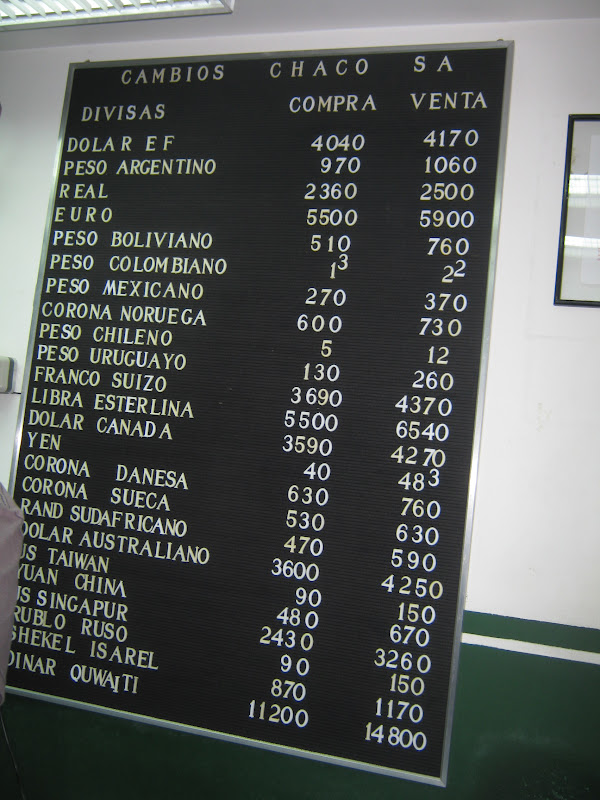 CAMBIOS CHACO SA
DIVISAS COMPRA VENTA
DOLAR EF 4040 4170
PESO ARGENTINO 970 1060
REAL 2360 2500
EURO 5500 5900
PESO BOLIVIANO 510 760
PESO COLOMBIANO 1³ 2²
PESO MEXICANO 270 370
CORONA NORUEGA 600 730
PESO CHILENO 5 12
PESO URUGUAYO 130 260
FRANCO SUIZO 3690 4370
LIBRA ESTERLINA 5500 6540
DOLAR CANADA 3590 4270
YEN 40 48³
CORONA DANESA 630 760
CORONA SUECA 530 630
RAND SUDAFRICANO 470 590
DOLAR AUSTRALIANO 3600 4250
US TAIWAN 90 150
YUAN CHINA 480 670
US SINGAPUR 2430 3260
RUBLO RUSO 90 150
SHEKEL ISAREL 870 1170
DINAR QUWAITI 11200 14800